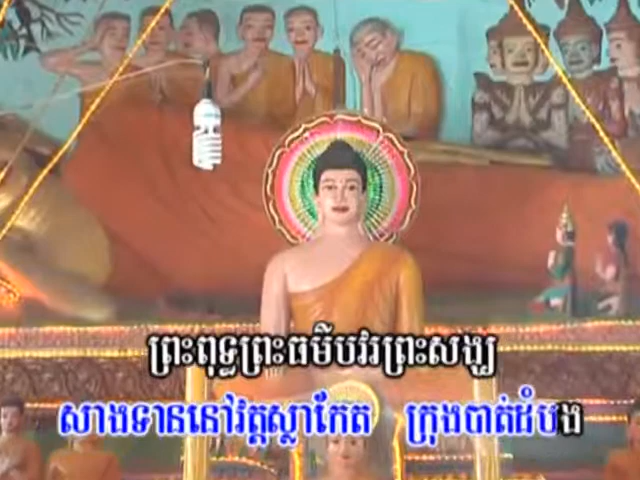 ព្រះពុទ្ធព្រះធម៌បវរព្រះសង្ឃ
សាងទាននៅវត្តស្លាកែត ក្រុងបាត់ដំបង